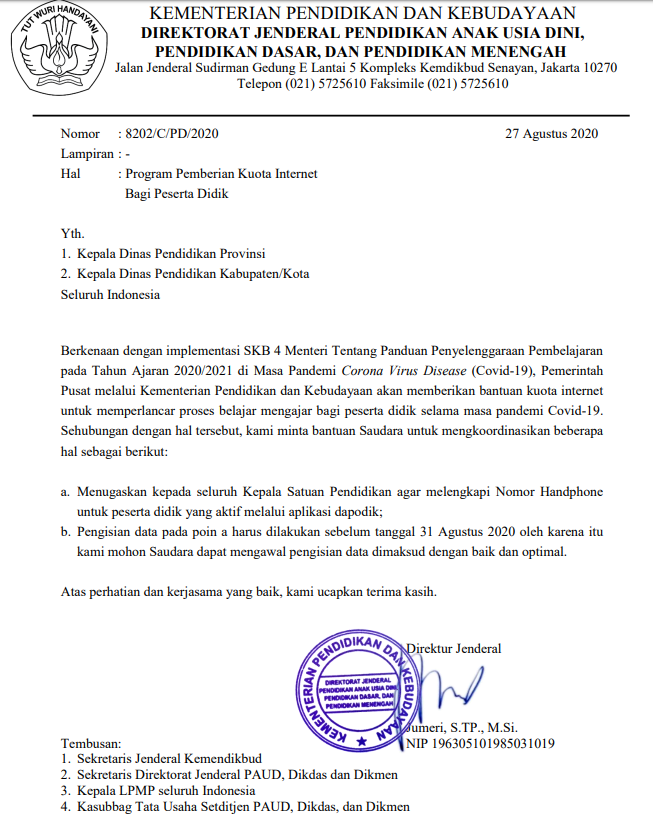 TUT WURI HANDAYANI
KEMENTERIAN PENDIDIKAN DAN KEBUDAYAAN
DIREKTORAT JENDERAL PENDIDIKAN ANAK USIA DINI,
PENDIDIKAN DASAR, DAN PENDIDIKAN MENENGAH
Jalan Jenderal Sudirman Gedung E Lantai 5 Kompleks Kemdikbud Senayan, Jakarta 10270
Telepon (021) 5725610 Faksimile (021) 5725610
Nomor : 8202/C/PD/2020 27 Agustus 2020
Lampiran : -
Hal : Program Pemberian Kuota Internet
Bagi Peserta Didik
Yth.
1. Kepala Dinas Pendidikan Provinsi
2. Kepala Dinas Pendidikan Kabupaten/Kota
Seluruh Indonesia
Berkenaan dengan implementasi SKB 4 Menteri Tentang Panduan Penyelenggaraan Pembelajaran
pada Tahun Ajaran 2020/2021 di Masa Pandemi Corona Virus Disease (Covid-19), Pemerintah
Pusat melalui Kementerian Pendidikan dan Kebudayaan akan memberikan bantuan kuota internet
untuk memperlancar proses belajar mengajar bagi peserta didik selama masa pandemi Covid-19.
Sehubungan dengan hal tersebut, kami minta bantuan Saudara untuk mengkoordinasikan beberapa
hal sebagai berikut:
a. Menugaskan kepada seluruh Kepala Satuan Pendidikan agar melengkapi Nomor Handphone
untuk peserta didik yang aktif melalui aplikasi dapodik;
b. Pengisian data pada poin a harus dilakukan sebelum tanggal 31 Agustus 2020 oleh karena itu
kami mohon Saudara dapat mengawal pengisian data dimaksud dengan baik dan optimal.
Atas perhatian dan kerjasama yang baik, kami ucapkan terima kasih.
Direktur Jenderal
KEMENTERIAN PENDIDIKAN DAN KEBUDAYAAN
DIREKTORAT JENDERAL
PENDIDIKAN ANAK USIA DINI
PENDIDIKAN DASAR, DAN
PENDIDIKAN MENENGAH
Jumeri, S.TP., M.Si.
NIP 196305101985031019
Tembusan:
1. Sekretaris Jenderal Kemendikbud
2. Sekretaris Direktorat Jenderal PAUD, Dikdas dan Dikmen
3. Kepala LPMP seluruh Indonesia
4. Kasubbag Tata Usaha Setditjen PAUD, Dikdas, dan Dikmen